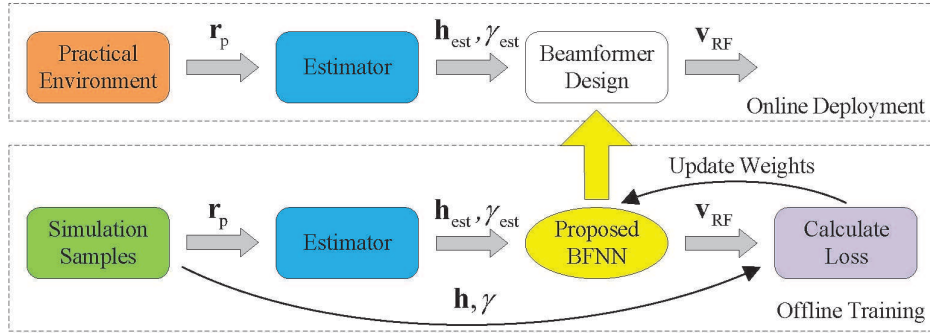 Practical
Environment
r_p
Estimator
h_est, γ_est
Beamformer
Design
v_RF
Online Deployment
Update Weights
Simulation
Samples
r_p
Estimator
h_est, γ_est
Proposed
BFNN
v_RF
Calculate
Loss
h, γ
Offline Training